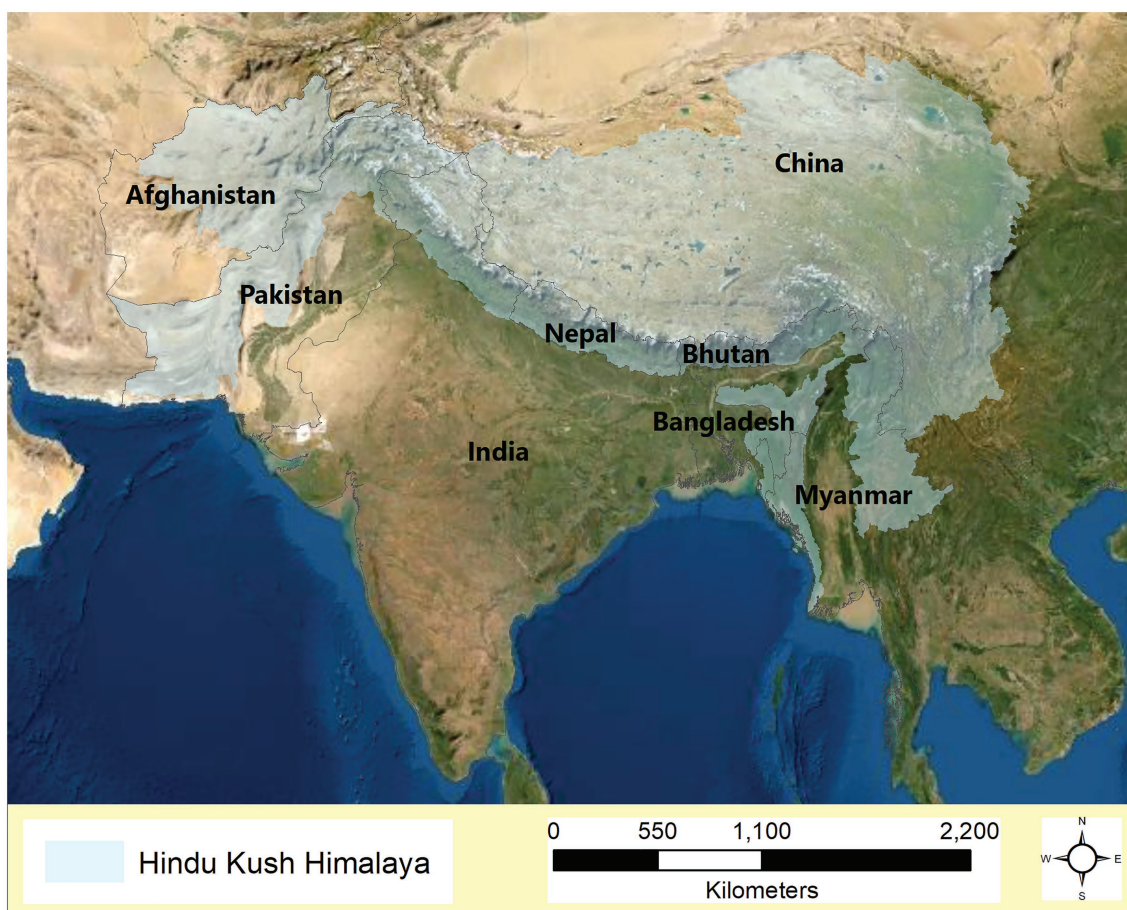 China
Afghanistan
Pakistan
Nepal
Bhutan
Bangladesh
India
Myanmar
Hindu Kush Himalaya
0 550 1,100 2,200
Kilometers
N
W E
S